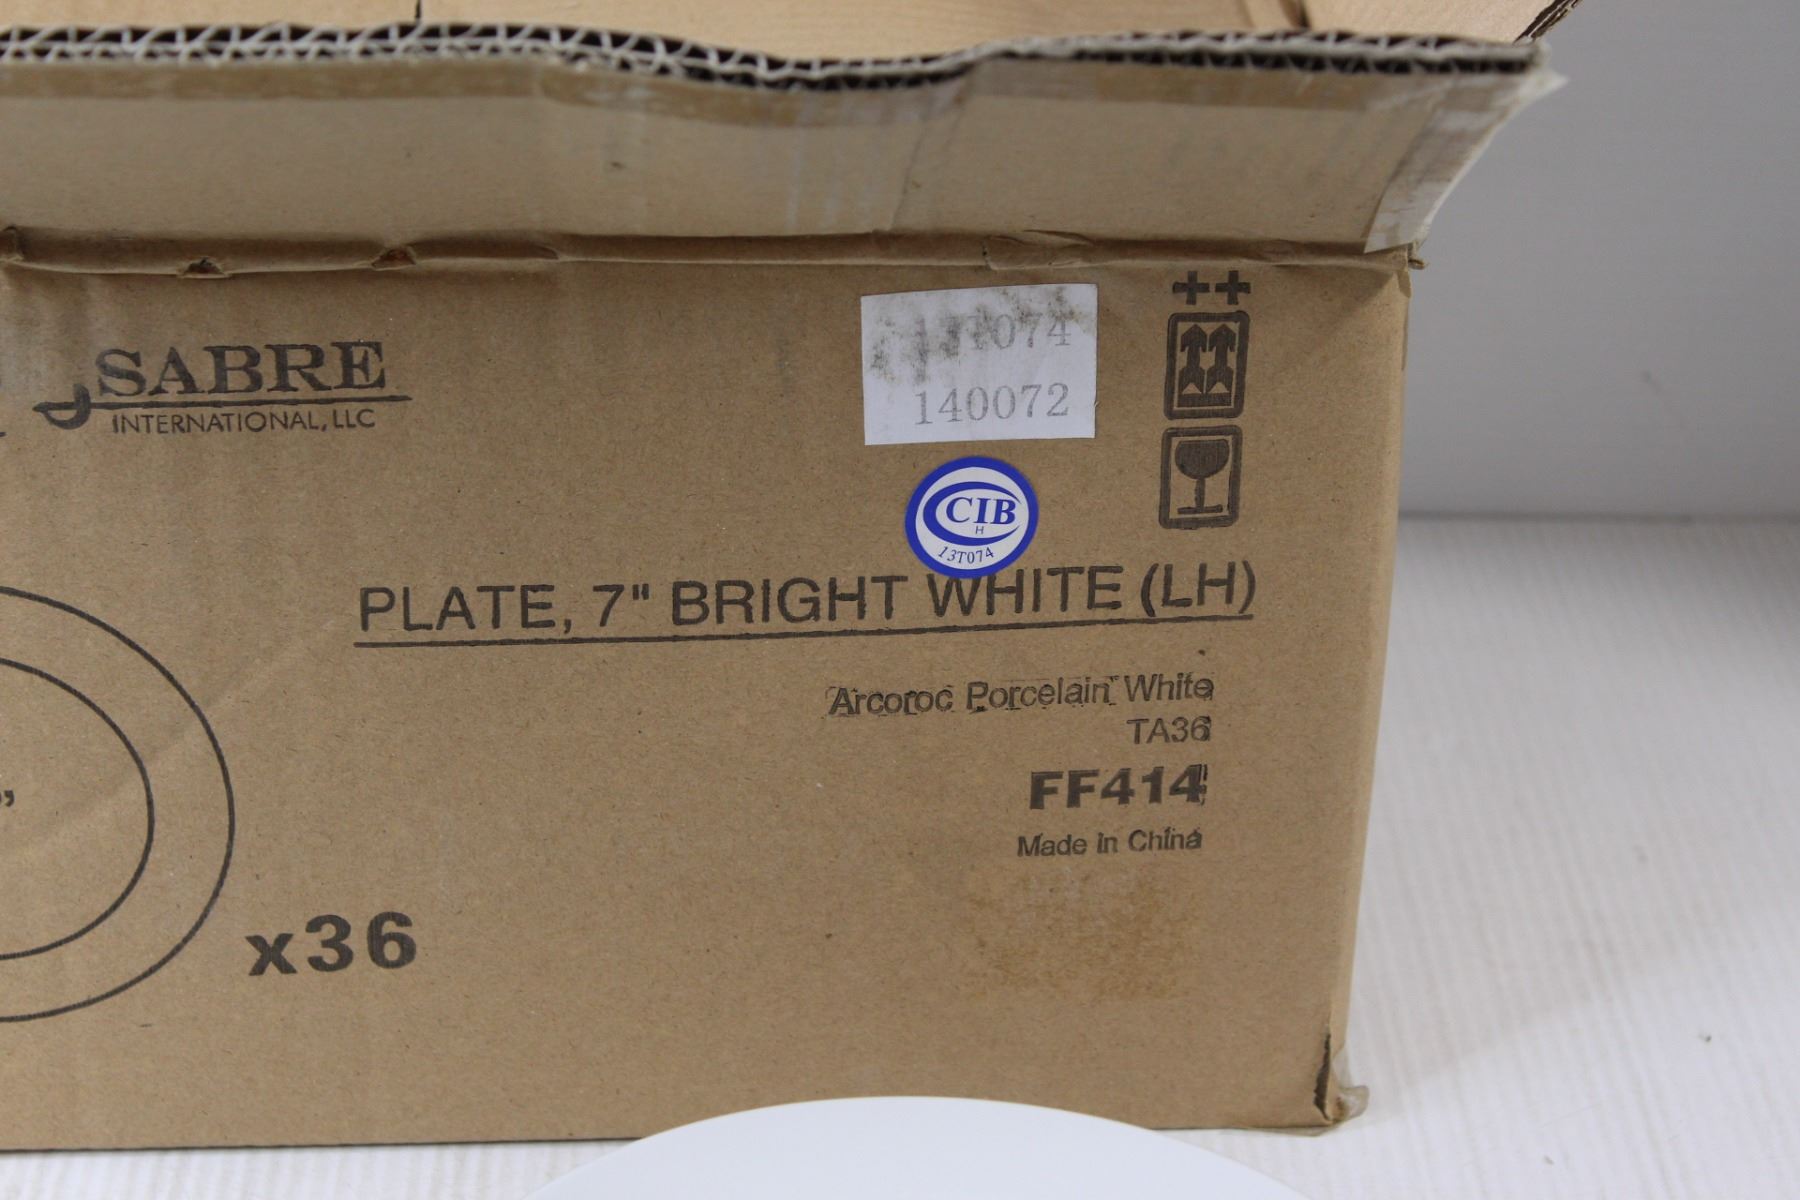 SABRE
INTERNATIONAL, LLC
13T074
140072
CIB
H
13T074
PLATE, 7" BRIGHT WHITE (LH)
Arcoroc Porcelain White
TA36
FF414
Made in China
x36